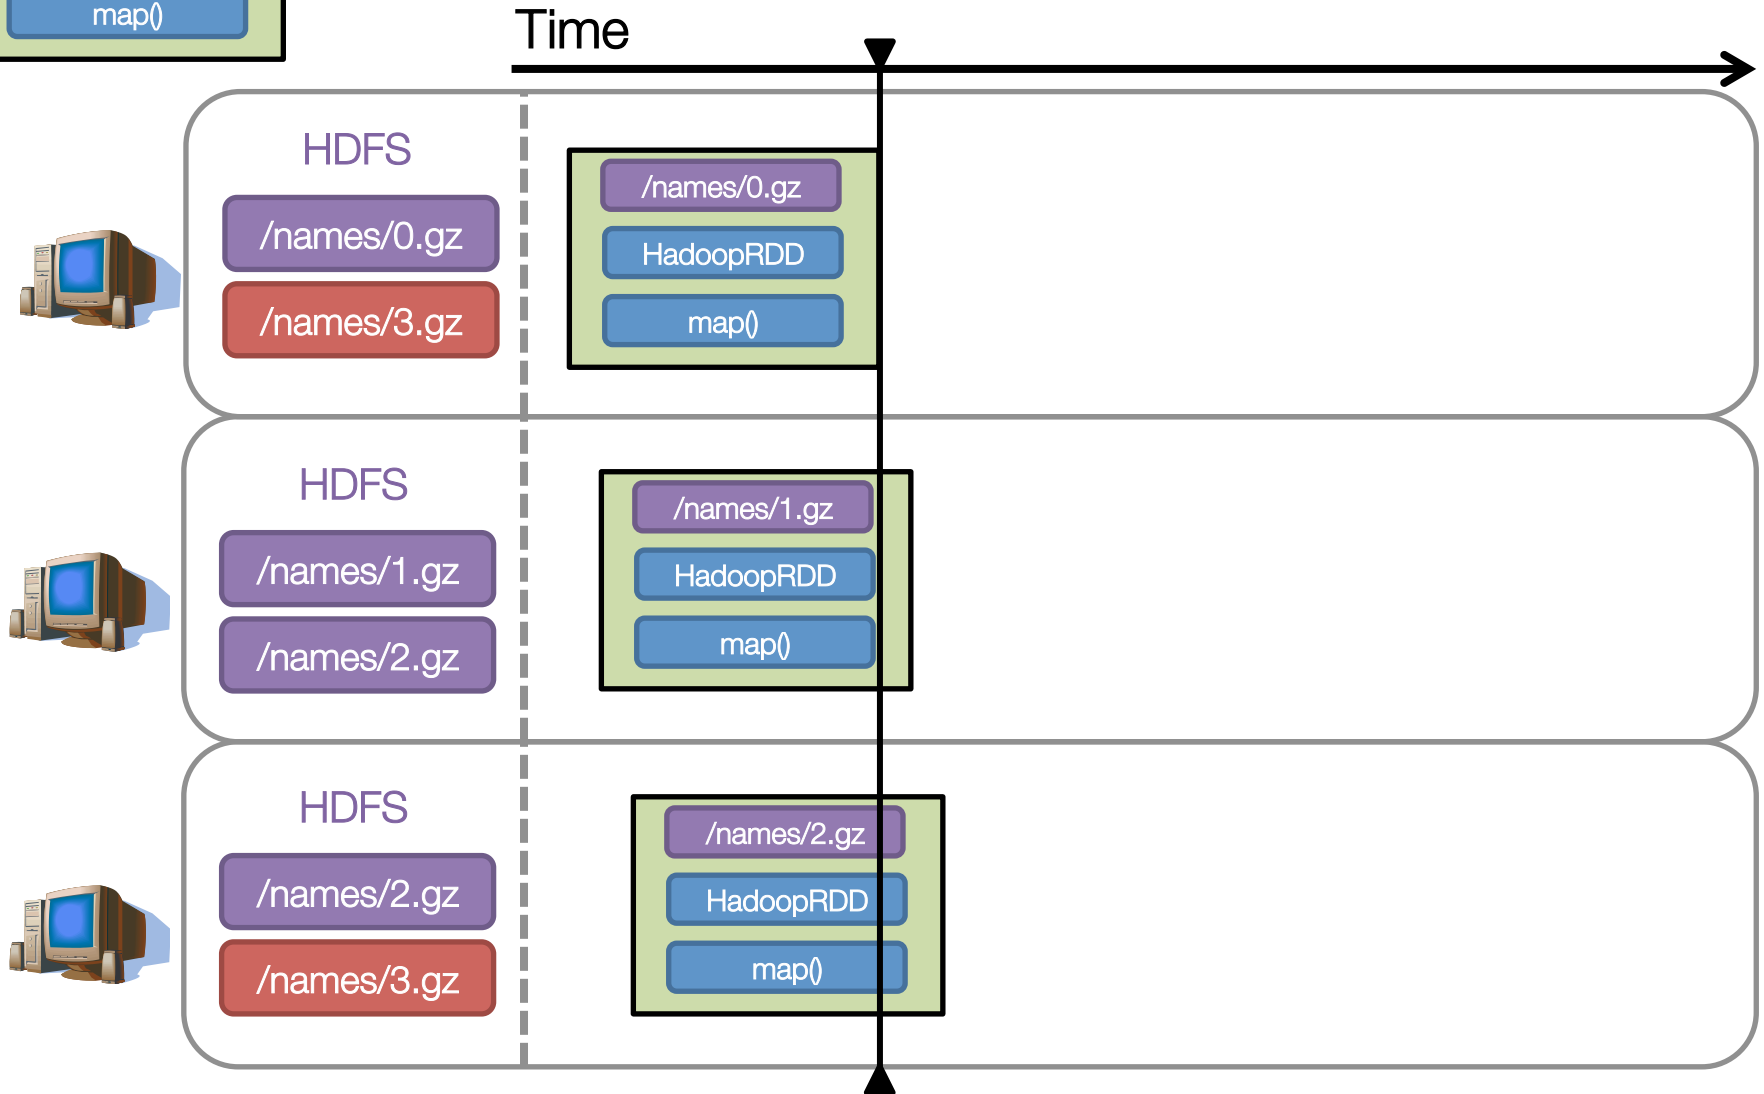 map()
Time
HDFS
/names/0.gz
/names/3.gz
/names/0.gz
HadoopRDD
map()
HDFS
/names/1.gz
/names/2.gz
/names/1.gz
HadoopRDD
map()
HDFS
/names/2.gz
/names/3.gz
/names/2.gz
HadoopRDD
map()